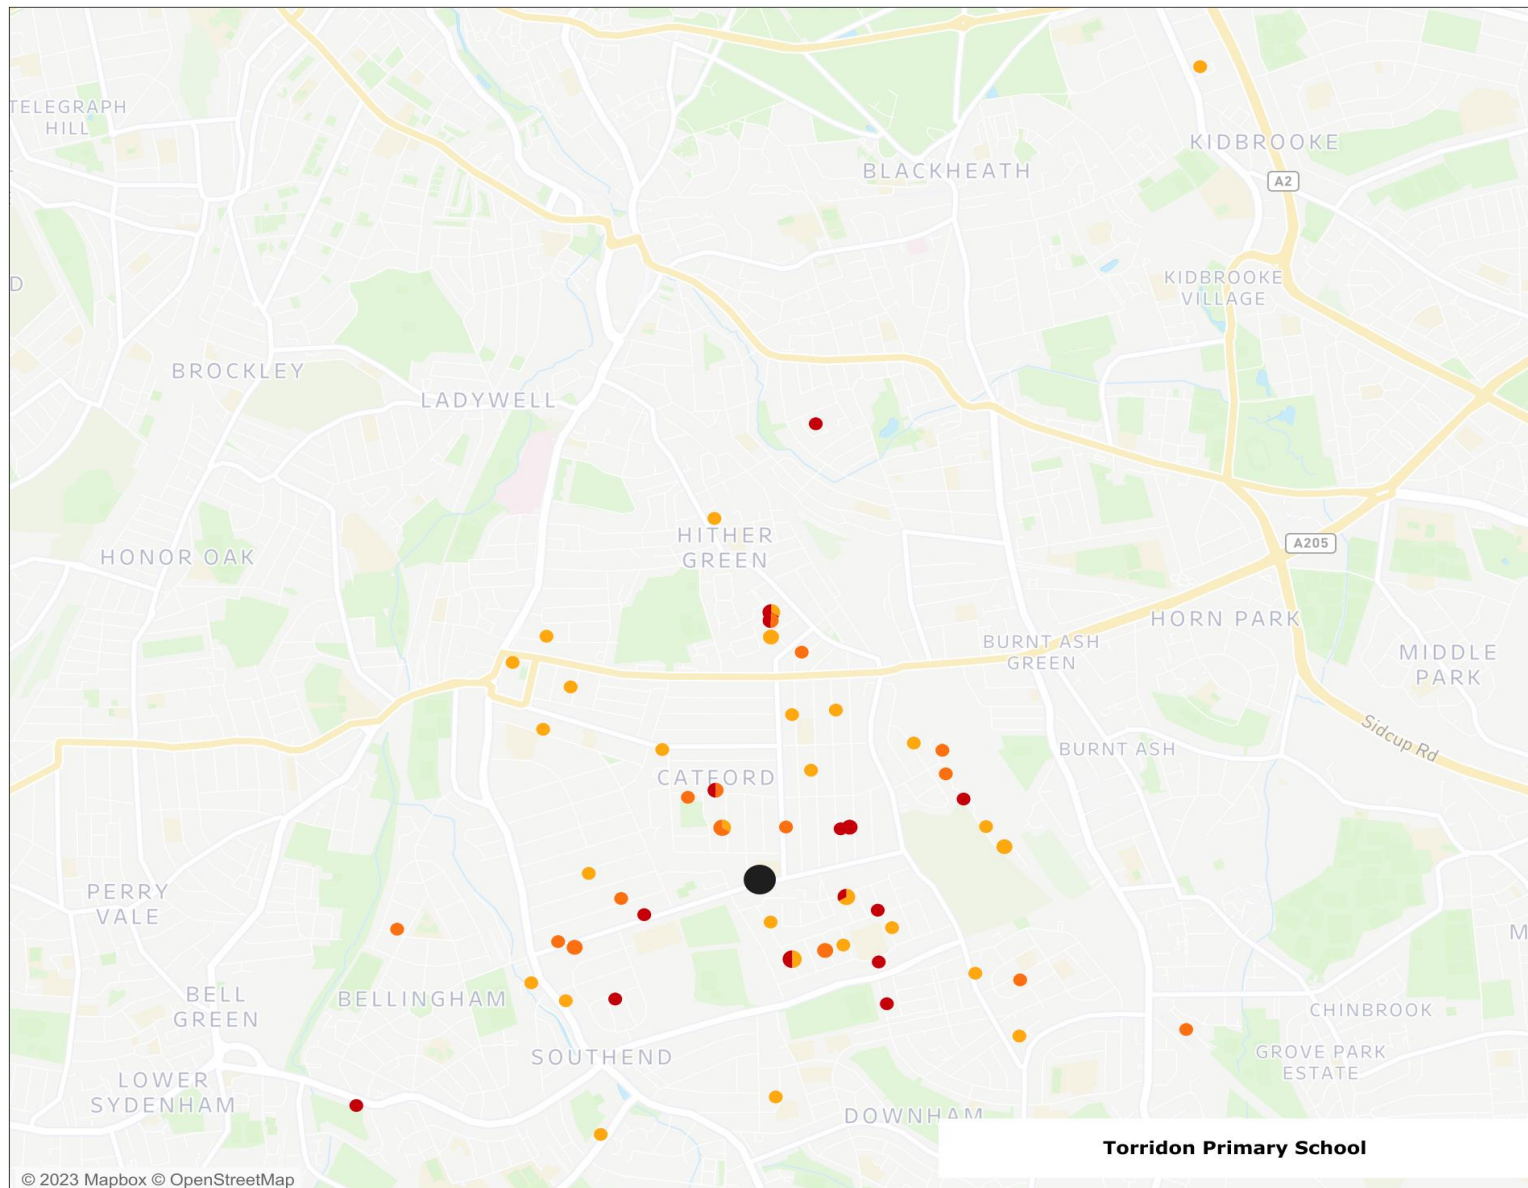 TELEGRAPH
HILL
KIDBROOKE
BLACKHEATH
A2
KIDBROOKE
VILLAGE
D
BROCKLEY
LADYWELL
HITHER
GREEN
A205
HONOR OAK
HORN PARK
BURNT ASH
GREEN
MIDDLE
PARK
Sidcup Rd
BURNT ASH
CATFORD
PERRY
VALE
M
BELL
GREEN
BELLINGHAM
CHINBROOK
SOUTHEND
GROVE PARK
ESTATE
LOWER
SYDENHAM
DOWNHAM
Torridon Primary School
© 2023 Mapbox © OpenStreetMap